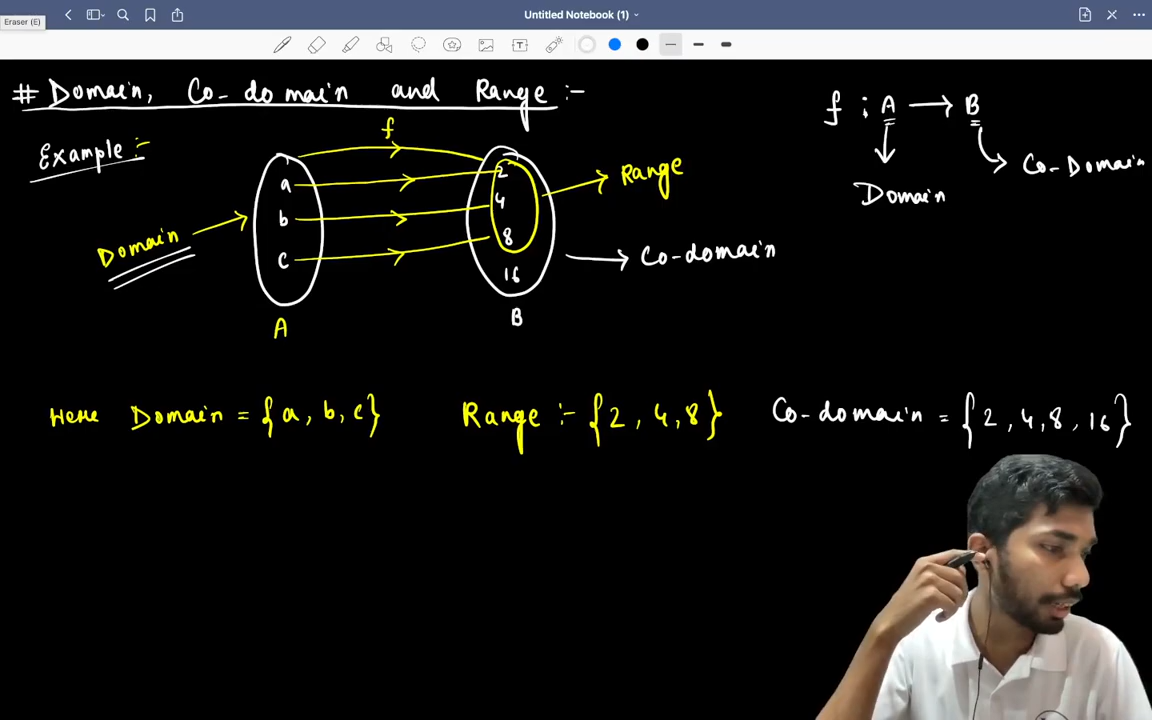 Eraser (E)
Untitled Notebook (1)
# Domain, Co-domain and Range :-
f : A → B
Example :-
f
Domain
Co-Domain
a
b
c
2
4
8
16
Range
Domain
Co-domain
A
B
Here Domain = {a, b, c}
Range :- {2, 4, 8}
Co-domain = {2, 4, 8, 16}